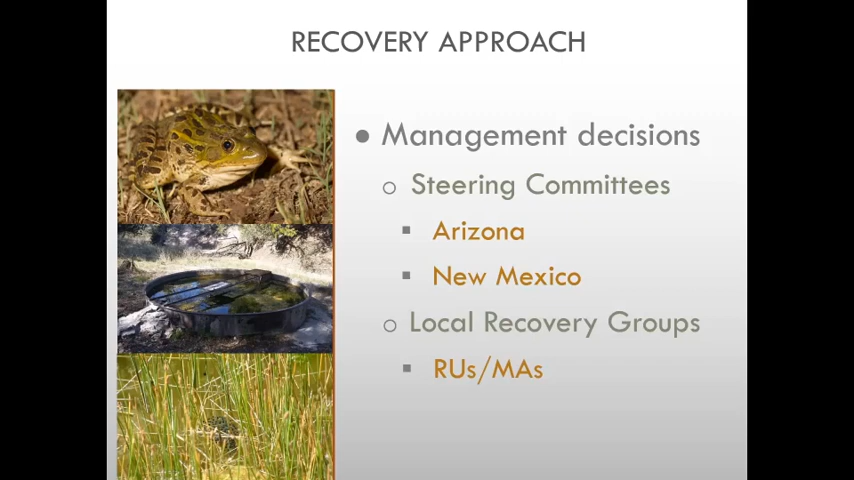 RECOVERY APPROACH
● Management decisions
o Steering Committees
▪ Arizona
▪ New Mexico
o Local Recovery Groups
▪ RUs/MAs